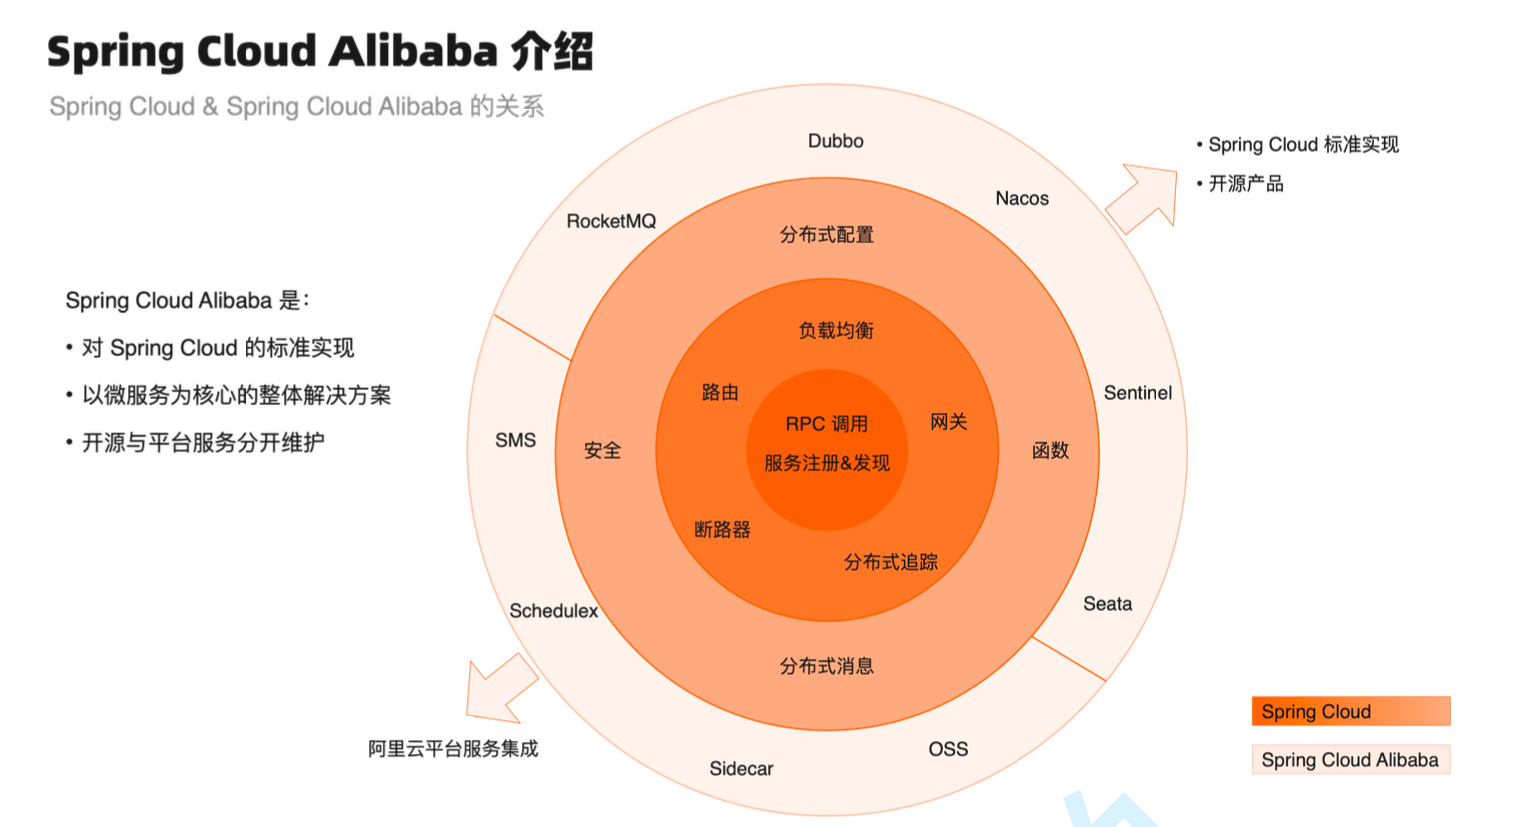 Spring Cloud Alibaba 介绍
Spring Cloud & Spring Cloud Alibaba 的关系
Spring Cloud Alibaba 是：
• 对 Spring Cloud 的标准实现
• 以微服务为核心的整体解决方案
• 开源与平台服务分开维护
Dubbo
Nacos
RocketMQ
Sentinel
SMS
Seata
Schedulex
OSS
Sidecar
分布式配置
安全
函数
分布式消息
负载均衡
路由
网关
断路器
分布式追踪
RPC 调用
服务注册&发现
• Spring Cloud 标准实现
• 开源产品
阿里云平台服务集成
Spring Cloud
Spring Cloud Alibaba